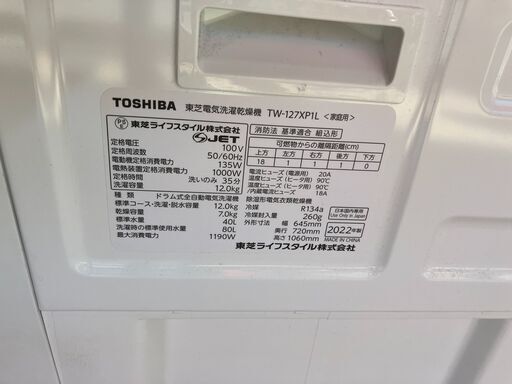 TOSHIBA 東芝電気洗濯乾燥機 TW-127XP1L <家庭用>
東芝ライフスタイル株式会社
JET
定格電圧 100V
定格周波数 50/60Hz
電動機定格消費電力 135W
電熱装置定格消費電力 1000W
定格時間 洗いのみ 35分
洗濯容量 12.0kg
消防法 基準適合 組込形
可燃物からの離隔距離(cm)
上方 左方 右方 前方 後方 下方
18 1 1 1 0
電流ヒューズ(電源用) 20A
温度ヒューズ(ヒータ用) 90℃
温度ヒューズ(ヒータ用) 90℃
種類 ドラム式全自動電気洗濯機
標準コース・洗濯・脱水容量 12.0kg
乾燥容量 7.0kg
標準水量 40L
洗濯時の標準使用水量 80L
最大消費電力 1190W
除湿形電気衣類乾燥機
冷媒 R134a
冷媒封入量 260g
外形寸法 幅 645mm
奥行 720mm
高さ 1060mm
日本国内専用
Use Only in Japan
2022年製
MADE IN CHINA
東芝ライフスタイル株式会社